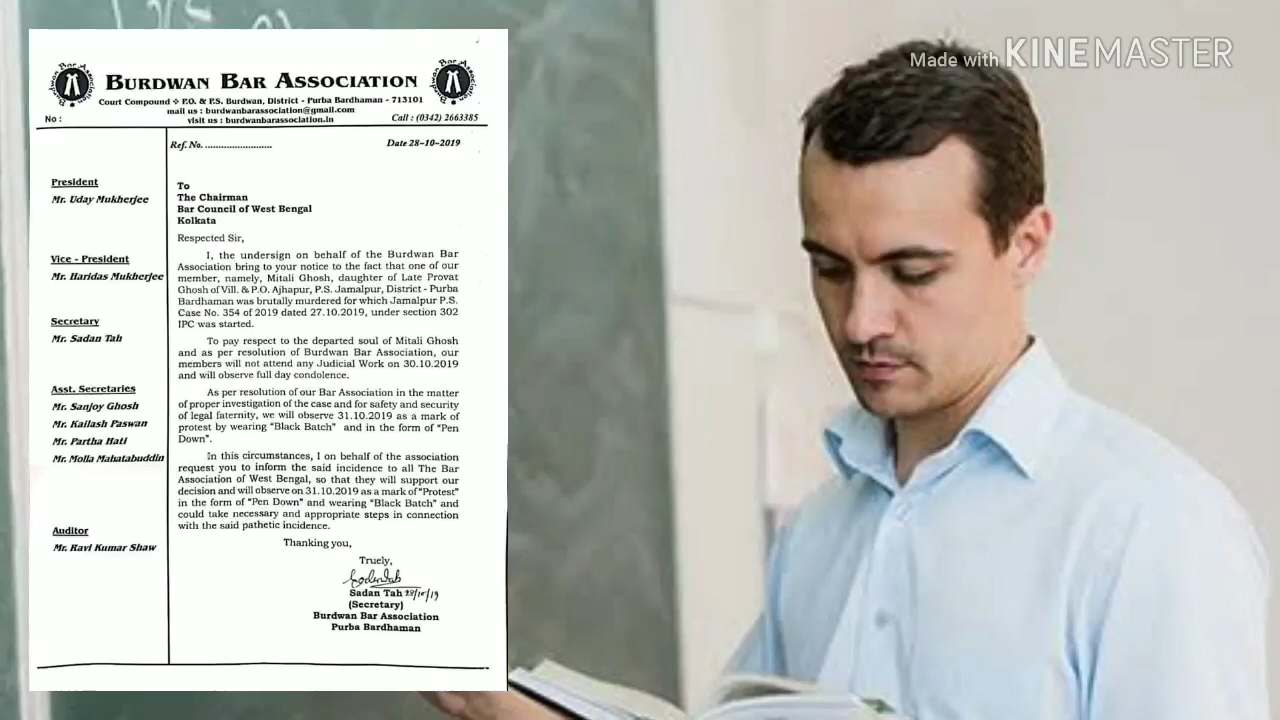 Made with KINEMASTER
BURDWAN BAR ASSOCIATION
Court Compound ❖ P.O. & P.S. Burdwan, District - Purba Bardhaman - 713101
mail us : burdwanbarassociation@gmail.com
No :
visit us : burdwanbarassociation.in
Call : (0342) 2663385
Ref. No. ........................
Date 28-10-2019
President
Mr. Uday Mukherjee
Vice - President
Mr. Haridas Mukherjee
Secretary
Mr. Sadan Tah
Asst. Secretaries
Mr. Sanjoy Ghosh
Mr. Kailash Paswan
Mr. Partha Hati
Mr. Molla Mahatabuddin
Auditor
Mr. Ravi Kumar Shaw
To
The Chairman
Bar Council of West Bengal
Kolkata
Respected Sir,
I, the undersign on behalf of the Burdwan Bar
Association bring to your notice to the fact that one of our
member, namely, Mitali Ghosh, daughter of Late Provat
Ghosh of Vill. & P.O. Ajhapur, P.S. Jamalpur, District - Purba
Bardhaman was brutally murdered for which Jamalpur P.S.
Case No. 354 of 2019 dated 27.10.2019, under section 302
IPC was started.
To pay respect to the departed soul of Mitali Ghosh
and as per resolution of Burdwan Bar Association, our
members will not attend any Judicial Work on 30.10.2019
and will observe full day condolence.
As per resolution of our Bar Association in the matter
of proper investigation of the case and for safety and security
of legal faternity, we will observe 31.10.2019 as a mark of
protest by wearing "Black Batch" and in the form of "Pen
Down".
In this circumstances, I on behalf of the association
request you to inform the said incidence to all The Bar
Association of West Bengal, so that they will support our
decision and will observe on 31.10.2019 as a mark of "Protest"
in the form of "Pen Down" and wearing "Black Batch" and
could take necessary and appropriate steps in connection
with the said pathetic incidence.
Thanking you,
Truely,
Sadan Tah 28/10/19
(Secretary)
Burdwan Bar Association
Purba Bardhaman